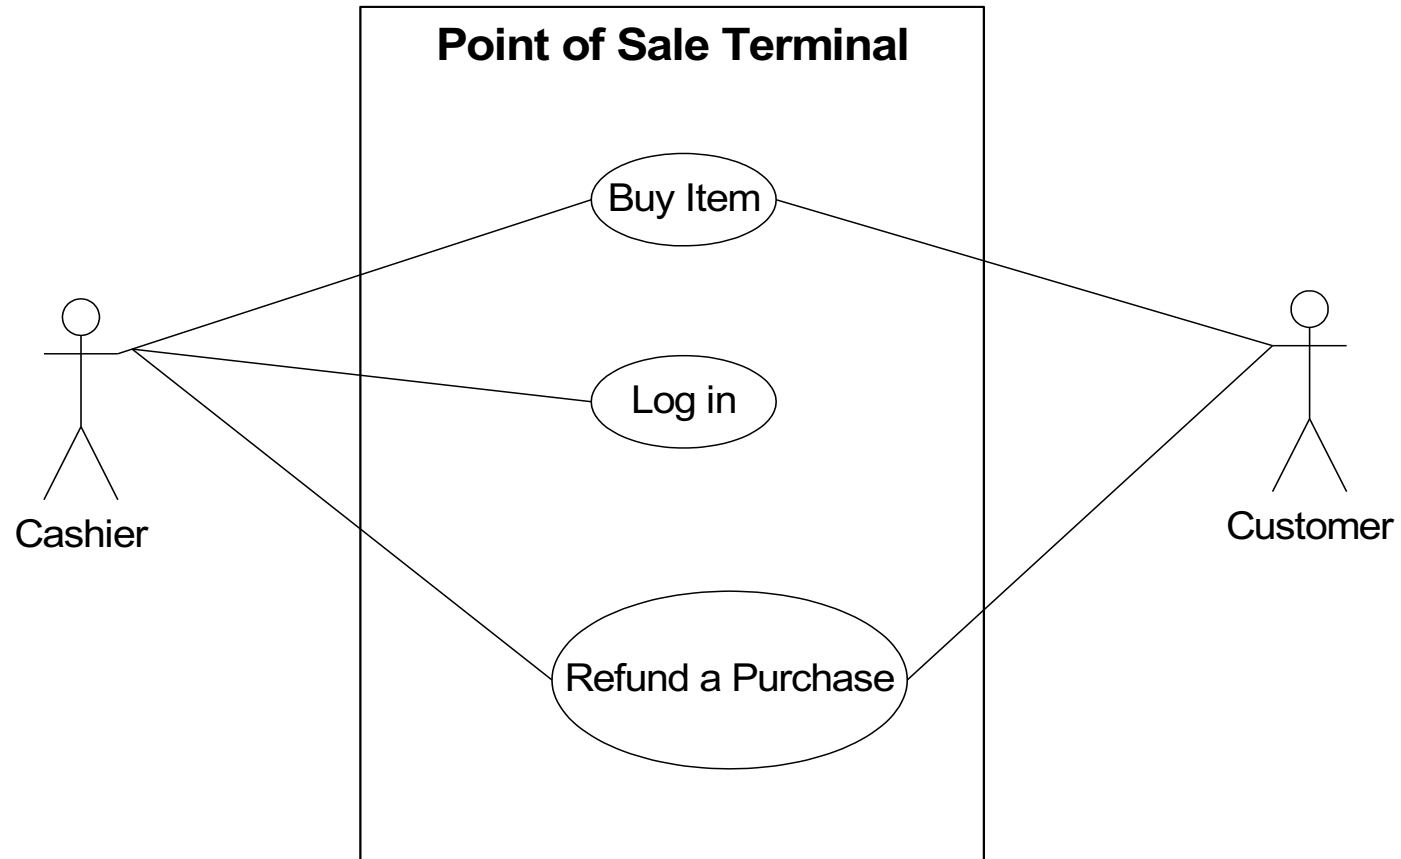 Point of Sale Terminal
Buy Item
Log in
Cashier
Customer
Refund a Purchase